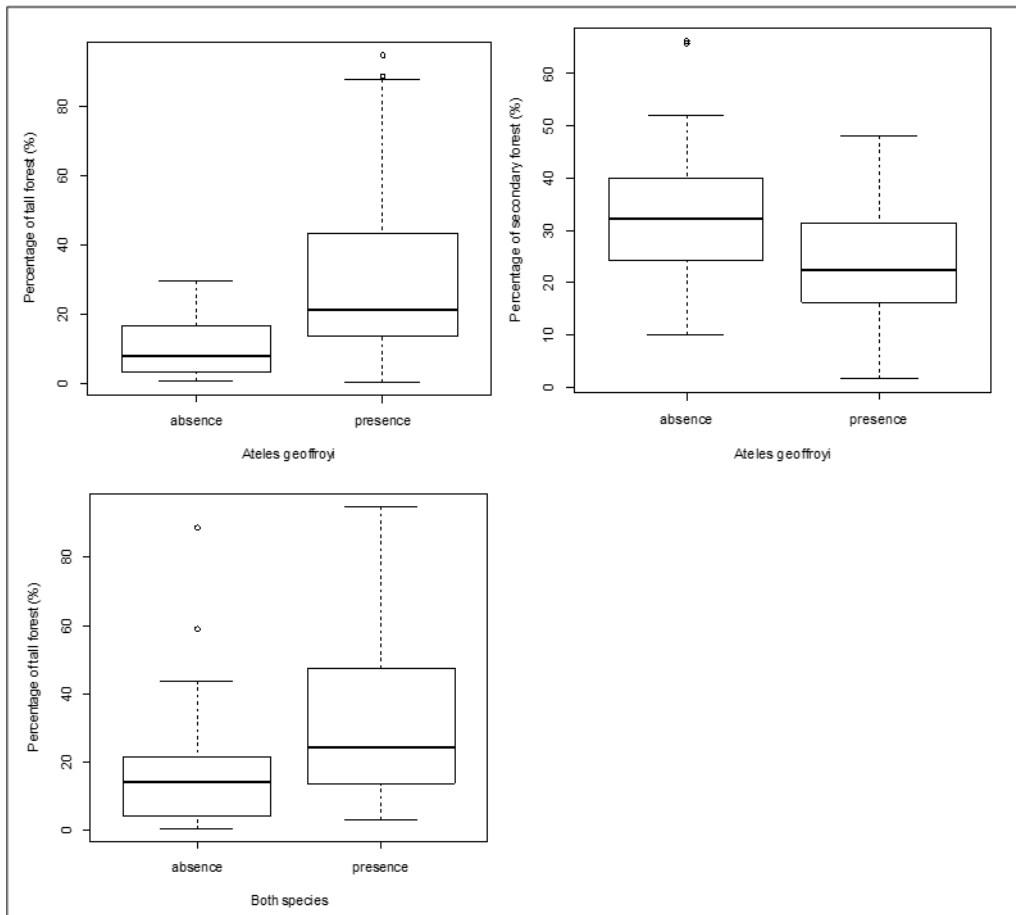 Percentage of tall forest (%)
80
60
40
20
0
absence presence
Ateles geoffroyi
Percentage of secondary forest (%)
60
50
40
30
20
10
0
absence presence
Ateles geoffroyi
Percentage of tall forest (%)
80
60
40
20
0
absence presence
Both species